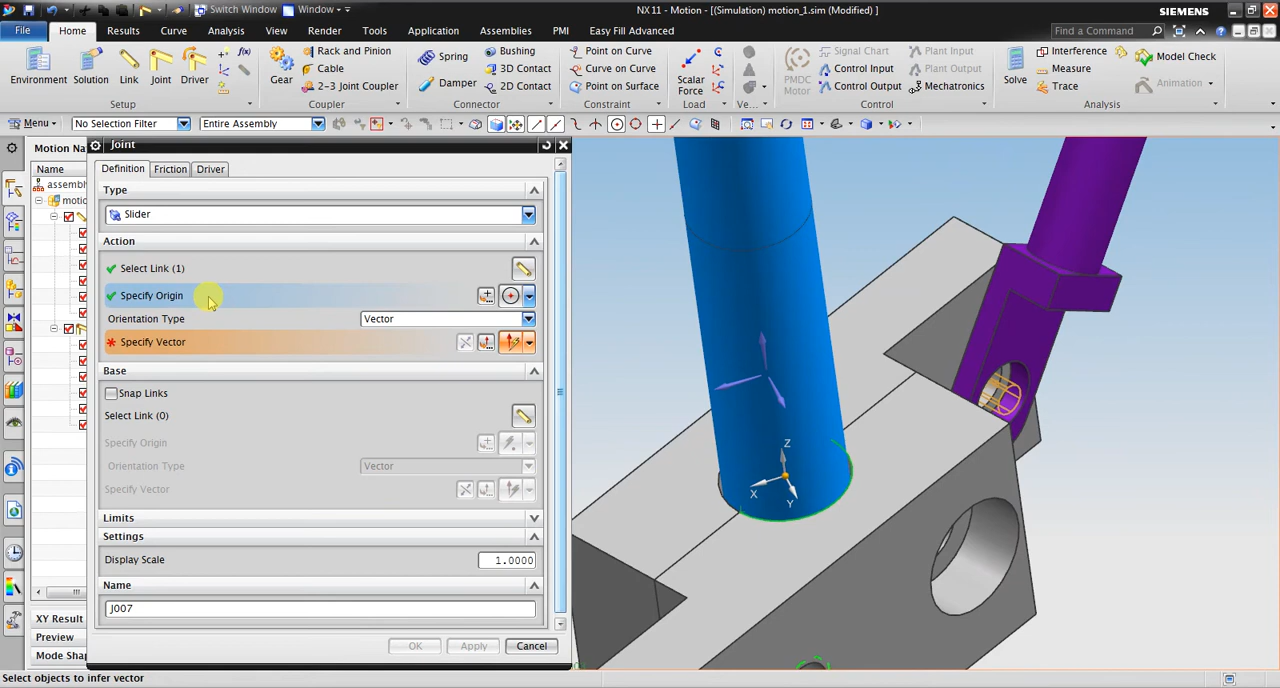 Switch Window Window
NX 11 - Motion - [(Simulation) motion_1.sim (Modified) ]
SIEMENS
File Home Results Curve Analysis View Render Tools Application Assemblies PMI Easy Fill Advanced
Find a Command
Environment Solution Link Joint Driver f(x)
Setup
Gear Rack and Pinion
Cable
2-3 Joint Coupler
Coupler
Spring Bushing
Damper 3D Contact
2D Contact
Connector
Point on Curve
Curve on Curve
Point on Surface
Constraint
Scalar Force
Load
Ve...
PMDC Motor
Signal Chart Plant Input
Control Input Plant Output
Control Output Mechatronics
Control
Solve
Interference Model Check
Measure
Trace Animation
Analysis
Menu No Selection Filter Entire Assembly
Motion Na
Name
assemb
motio
XY Result
Preview
Mode Shap
Joint
Definition Friction Driver
Type
Slider
Action
Select Link (1)
Specify Origin
Orientation Type Vector
* Specify Vector
Base
Snap Links
Select Link (0)
Specify Origin
Orientation Type Vector
Specify Vector
Limits
Settings
Display Scale 1.0000
Name
J007
OK Apply Cancel
Z
X
Y
Select objects to infer vector